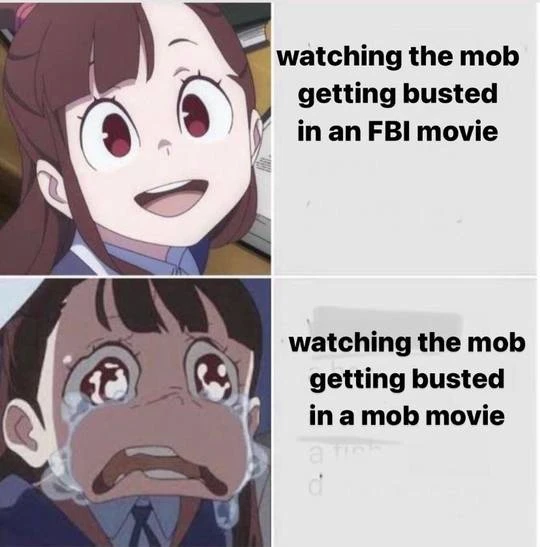 watching the mob
getting busted
in an FBI movie
watching the mob
getting busted
in a mob movie